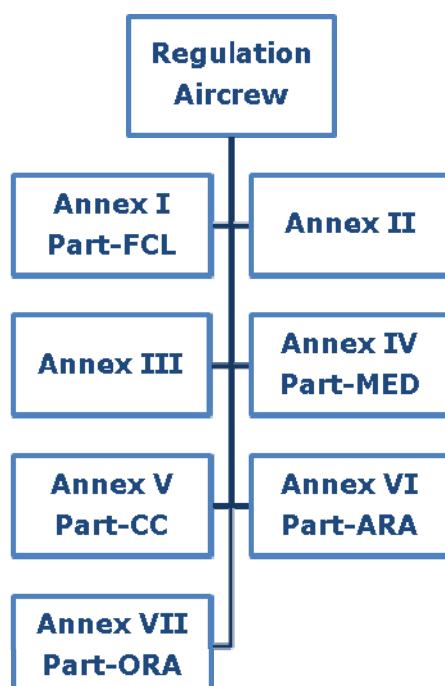 Regulation
Aircrew
Annex I
Part-FCL
Annex II
Annex III
Annex IV
Part-MED
Annex V
Part-CC
Annex VI
Part-ARA
Annex VII
Part-ORA